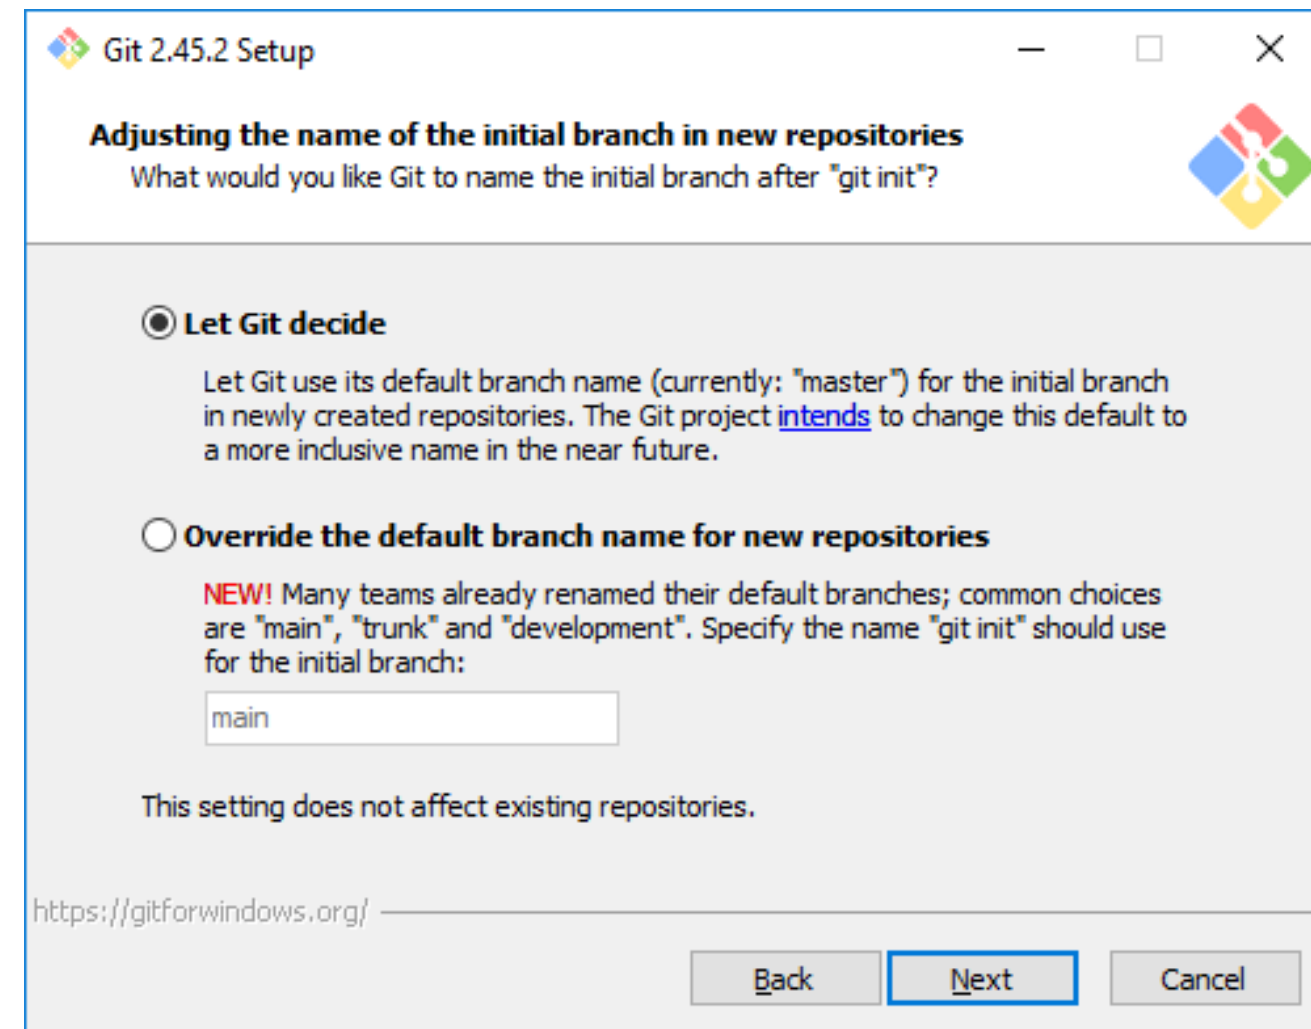 Git 2.45.2 Setup
Adjusting the name of the initial branch in new repositories
What would you like Git to name the initial branch after "git init"?
Let Git decide
Let Git use its default branch name (currently: "master") for the initial branch
in newly created repositories. The Git project intends to change this default to
a more inclusive name in the near future.
Override the default branch name for new repositories
NEW! Many teams already renamed their default branches; common choices
are "main", "trunk" and "development". Specify the name "git init" should use
for the initial branch:
main
This setting does not affect existing repositories.
https://gitforwindows.org/
Back Next Cancel